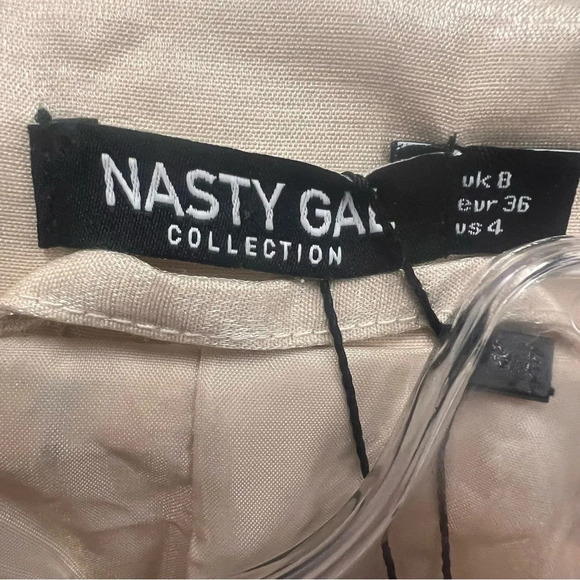 NASTY GAL
COLLECTION
uk 8
eur 36
us 4